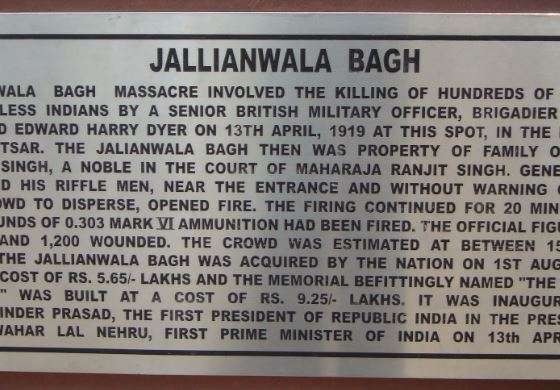 JALLIANWALA BAGH
WALA BAGH MASSACRE INVOLVED THE KILLING OF HUNDREDS OF
LESS INDIANS BY A SENIOR BRITISH MILITARY OFFICER, BRIGADIER
D EDWARD HARRY DYER ON 13TH APRIL, 1919 AT THIS SPOT, IN THE
TSAR. THE JALIANWALA BAGH THEN WAS PROPERTY OF FAMILY O
SINGH, A NOBLE IN THE COURT OF MAHARAJA RANJIT SINGH. GENE
D HIS RIFFLE MEN, NEAR THE ENTRANCE AND WITHOUT WARNING
OWD TO DISPERSE, OPENED FIRE. THE FIRING CONTINUED FOR 20 MIN
UNDS OF 0.303 MARK VI AMMUNITION HAD BEEN FIRED. THE OFFICIAL FIGU
AND 1,200 WOUNDED. THE CROWD WAS ESTIMATED AT BETWEEN 15
THE JALLIANWALA BAGH WAS ACQUIRED BY THE NATION ON 1ST AUG
COST OF RS. 5.65/- LAKHS AND THE MEMORIAL BEFITTINGLY NAMED "THE
" WAS BUILT AT A COST OF RS. 9.25/- LAKHS. IT WAS INAUGU
INDER PRASAD, THE FIRST PRESIDENT OF REPUBLIC INDIA IN THE PRES
WAHAR LAL NEHRU, FIRST PRIME MINISTER OF INDIA ON 13th APR